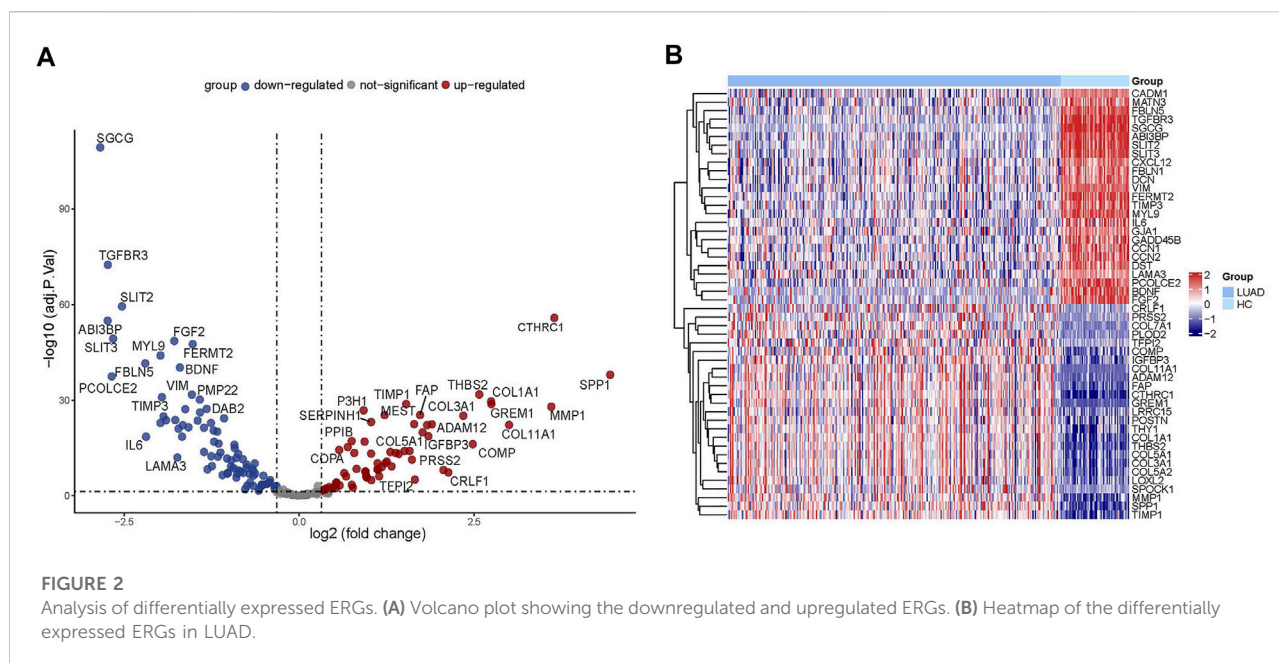 A
group down-regulated not-significant up-regulated
SGCG
90
TGFBR3
60
SLIT2
ABI3BP
FGF2
CTHRC1
SLIT3
MYL9
FERMT2
FBLN5
BDNF
PCOLCE2
SPP1
VIM
PMP22
TIMP1
FAP
THBS2
COL1A1
30
TIMP3
DAB2
P3H1
MEST
COL3A1
GREM1
MMP1
SERPINH1
ADAM12
COL11A1
IL6
PPIB
COL5A1
IGFBP3
COMP
LAMA3
COPA
PRSS2
TFPI2
CRLF1
0
−2.5
0.0
2.5
log2 (fold change)
−log10 (adj.P.Val)
B
Group
CADM1
MATN3
FBLN5
TGFBR3
SGCG
ABI3BP
SLIT2
SLIT3
CXCL12
FBLN1
DCN
VIM
FERMT2
TIMP3
MYL9
IL6
GJA1
GADD45B
CCN1
CCN2
DST
LAMA3
PCOLCE2
BDNF
FGF2
CRLF1
PRSS2
COL7A1
PLOD2
TFPI2
COMP
IGFBP3
COL11A1
ADAM12
FAP
CTHRC1
GREM1
LRRC15
POSTN
THY1
COL1A1
THBS2
COL5A1
COL3A1
COL5A2
LOXL2
SPOCK1
MMP1
SPP1
TIMP1
2
1
0
−1
−2
Group
LUAD
HC
FIGURE 2
Analysis of differentially expressed ERGs. (A) Volcano plot showing the downregulated and upregulated ERGs. (B) Heatmap of the differentially
expressed ERGs in LUAD.